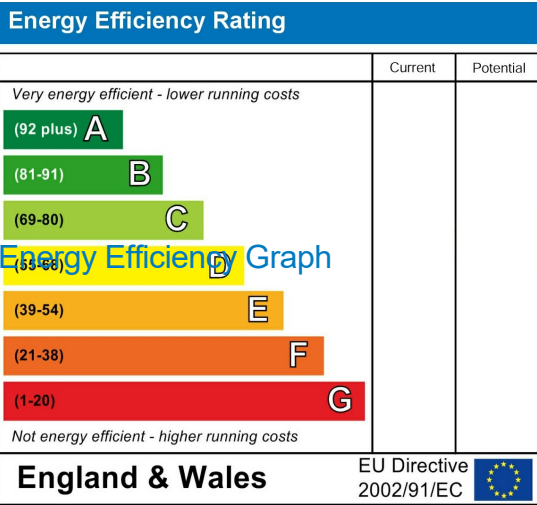 Energy Efficiency Rating
Current Potential
Very energy efficient - lower running costs
(92 plus) A
(81-91) B
(69-80) C
(55-68) D
Energy Efficiency Graph
(39-54) E
(21-38) F
(1-20) G
Not energy efficient - higher running costs
England & Wales
EU Directive
2002/91/EC